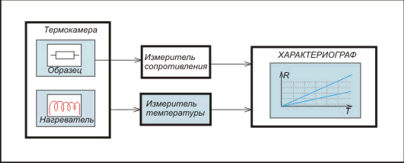 Термокамера
Образец
Нагреватель
Измеритель
сопротивления
Измеритель
температуры
ХАРАКТЕРИОГРАФ
R
T